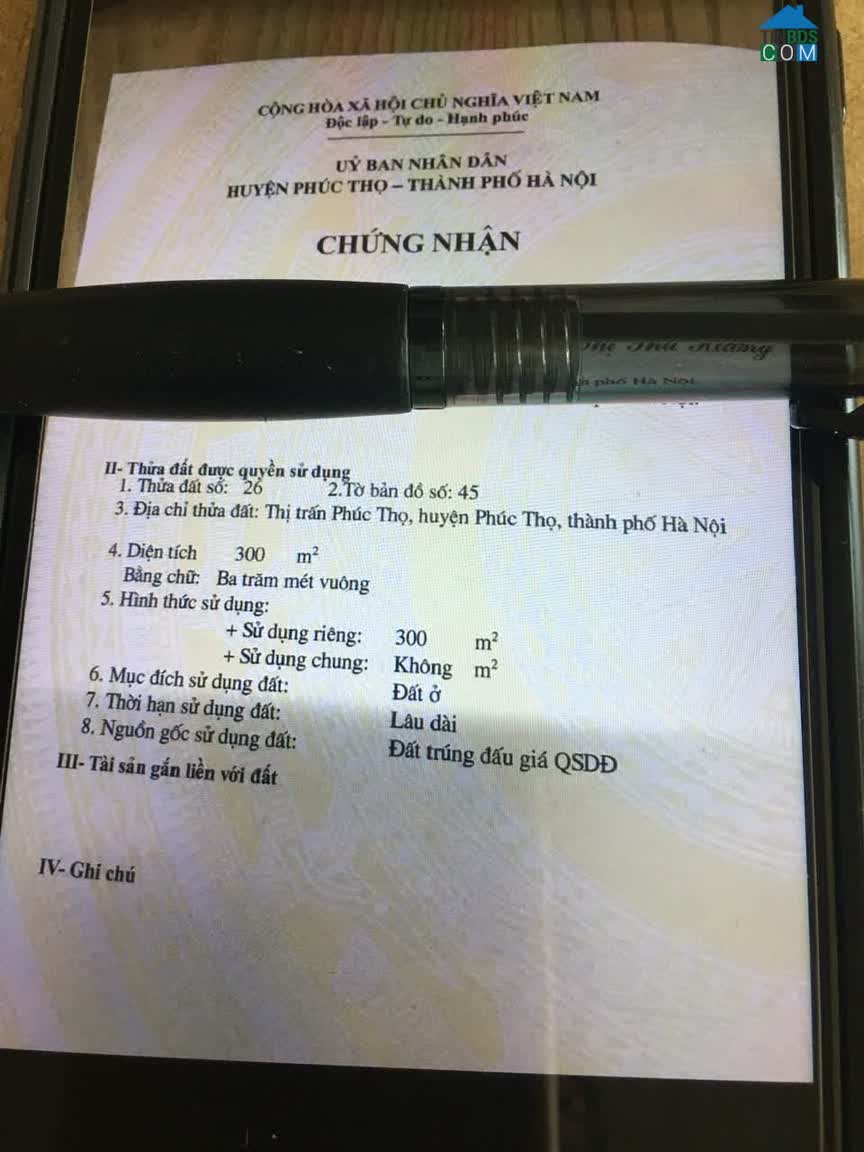 BDS
COM
CỘNG HÒA XÃ HỘI CHỦ NGHĨA VIỆT NAM
Độc lập - Tự do - Hạnh phúc
UỶ BAN NHÂN DÂN
HUYỆN PHÚC THỌ – THÀNH PHỐ HÀ NỘI
CHỨNG NHẬN
phố Hà Nội
II- Thửa đất được quyền sử dụng
1. Thửa đất số: 26 2.Tờ bản đồ số: 45
3. Địa chỉ thửa đất: Thị trấn Phúc Thọ, huyện Phúc Thọ, thành phố Hà Nội
4. Diện tích 300 m²
Bằng chữ: Ba trăm mét vuông
5. Hình thức sử dụng:
+ Sử dụng riêng: 300 m²
+ Sử dụng chung: Không m²
6. Mục đích sử dụng đất: Đất ở
7. Thời hạn sử dụng đất: Lâu dài
8. Nguồn gốc sử dụng đất: Đất trúng đấu giá QSDĐ
III- Tài sản gắn liền với đất
IV- Ghi chú